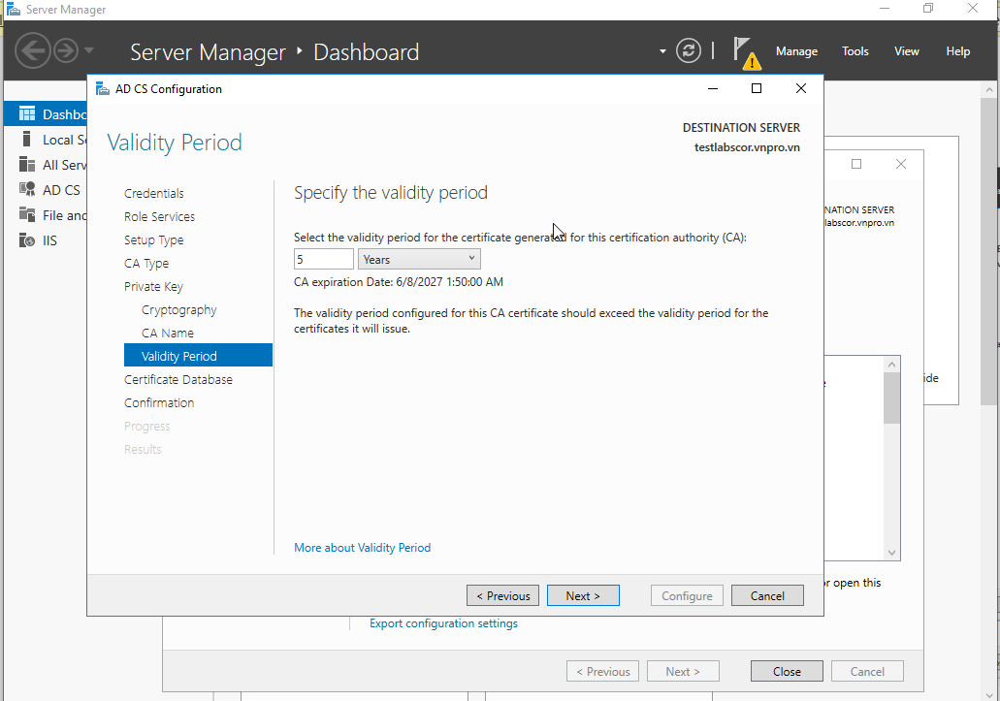 Server Manager
Server Manager
Dashboard
Manage
Tools
View
Help
AD CS Configuration
Dashbo
Local Se
All Serv
AD CS
File and
IIS
Validity Period
DESTINATION SERVER
testlabscor.vnpro.vn
Credentials
Role Services
Setup Type
CA Type
Private Key
Cryptography
CA Name
Validity Period
Certificate Database
Confirmation
Progress
Results
Specify the validity period
Select the validity period for the certificate generated for this certification authority (CA):
5
Years
CA expiration Date: 6/8/2027 1:50:00 AM
The validity period configured for this CA certificate should exceed the validity period for the
certificates it will issue.
More about Validity Period
< Previous
Next >
Configure
Cancel
NATION SERVER
labscor.vnpro.vn
ide
or open this
Export configuration settings
< Previous
Next >
Close
Cancel